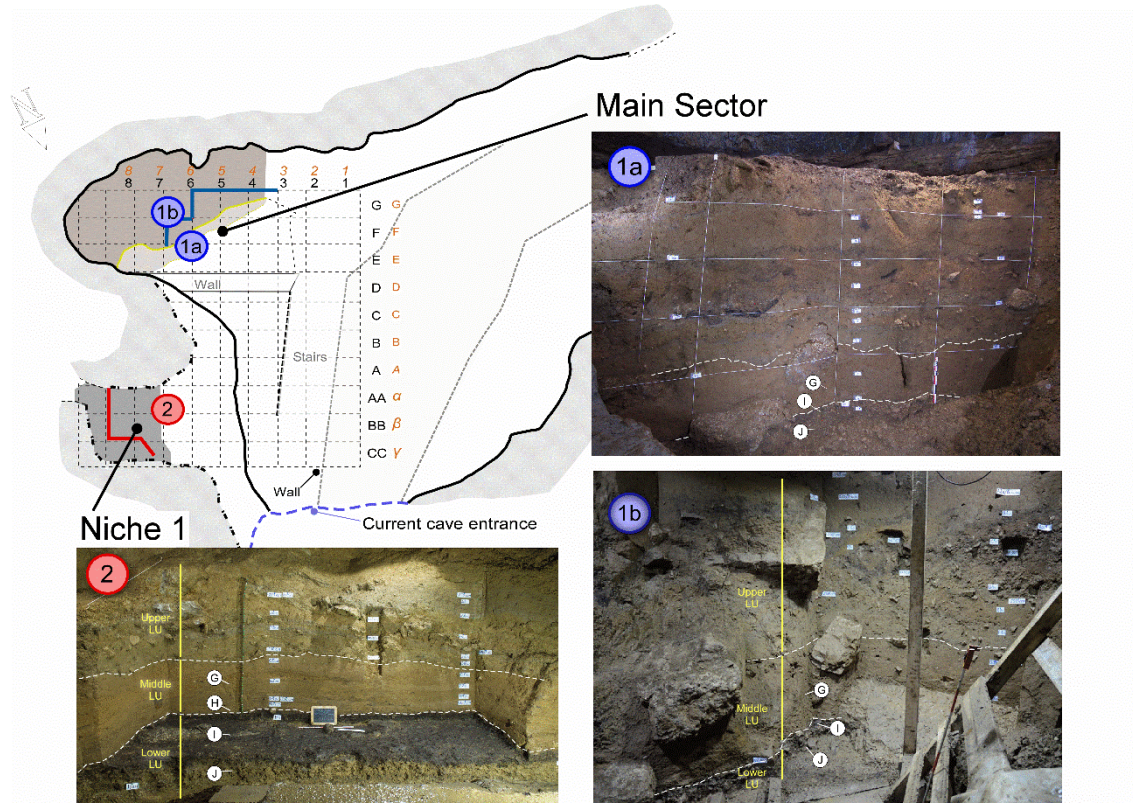 N
Main Sector
1a
8 7 6 5 4 3 2 1
8 7 6 5 4 3 2 1
G G
1b
F F
1a
E E
Wall
D D
C C
B B
Stairs
A A
AA α
2
BB β
CC γ
Wall
Niche 1
Current cave entrance
G
I
J
2
Upper
LU
G
Middle
LU
H
I
Lower
LU
J
1b
Upper
LU
G
Middle
LU
I
J
Lower LU